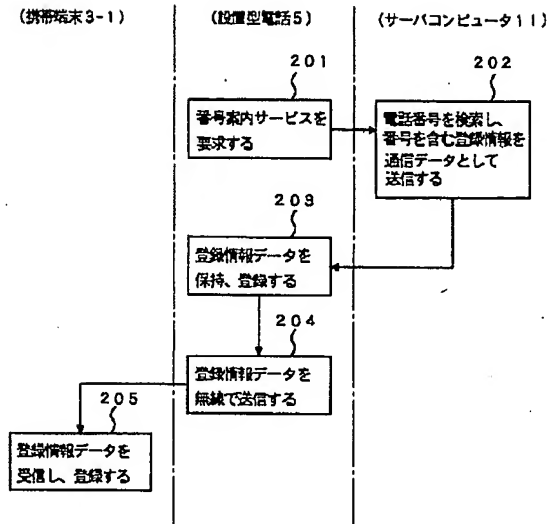 (携帯端末3-1)
(設置型電話5)
(サーバコンピュータ11)
201
番号案内サービスを
要求する
202
電話番号を検索し、
番号を含む登録情報を
通信データとして
送信する
203
登録情報データを
保持、登録する
204
登録情報データを
無線で送信する
205
登録情報データを
受信し、登録する